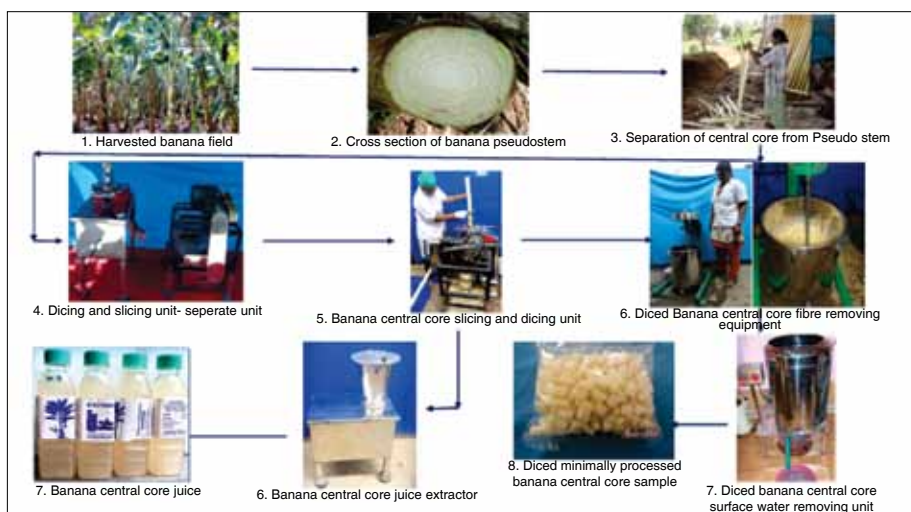 1. Harvested banana field
2. Cross section of banana pseudostem
3. Separation of central core from Pseudo stem
4. Dicing and slicing unit- seperate unit
5. Banana central core slicing and dicing unit
6. Diced Banana central core fibre removing
equipment
7. Banana central core juice
6. Banana central core juice extractor
8. Diced minimally processed
banana central core sample
7. Diced banana central core
surface water removing unit